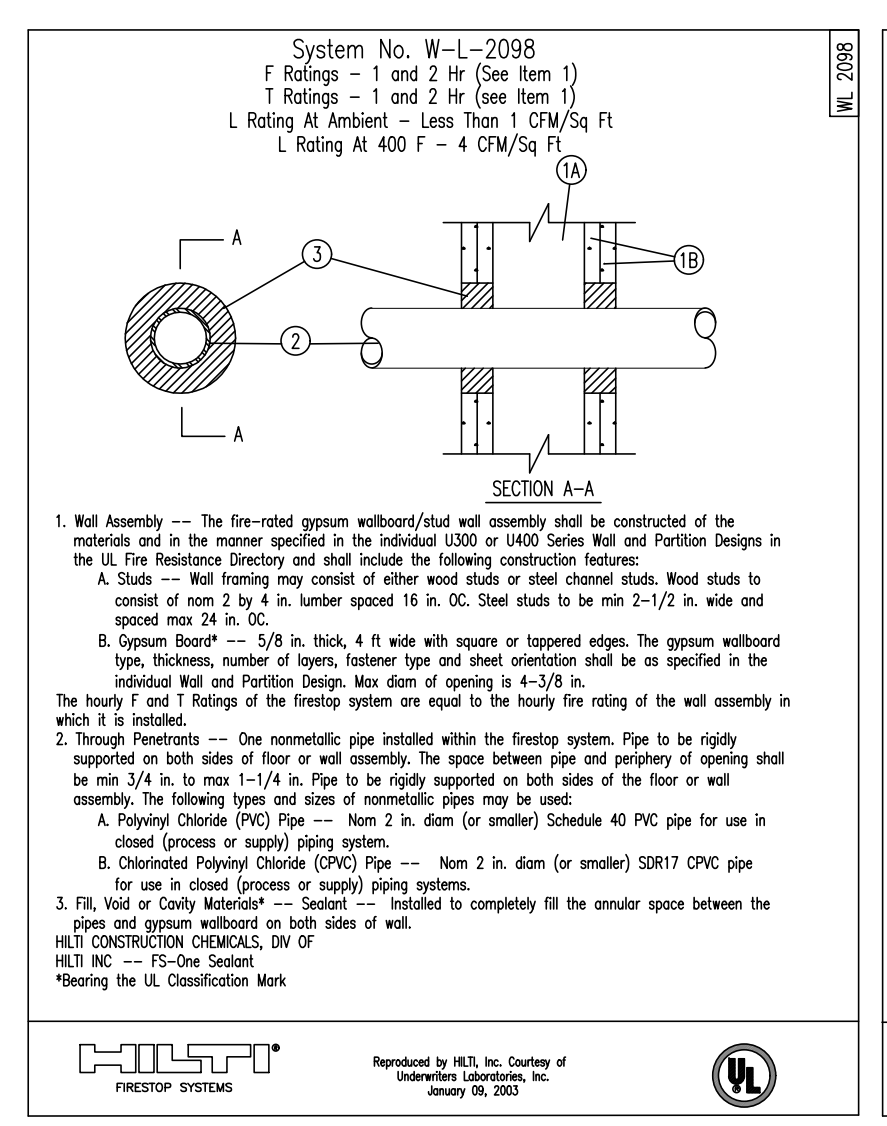 System No. W-L-2098
F Ratings - 1 and 2 Hr (See Item 1)
T Ratings - 1 and 2 Hr (see Item 1)
L Rating At Ambient - Less Than 1 CFM/Sq Ft
L Rating At 400 F - 4 CFM/Sq Ft
WL 2098
1A
A
3
1B
2
A
SECTION A-A
1. Wall Assembly -- The fire-rated gypsum wallboard/stud wall assembly shall be constructed of the
materials and in the manner specified in the individual U300 or U400 Series Wall and Partition Designs in
the UL Fire Resistance Directory and shall include the following construction features:
A. Studs -- Wall framing may consist of either wood studs or steel channel studs. Wood studs to
consist of nom 2 by 4 in. lumber spaced 16 in. OC. Steel studs to be min 2-1/2 in. wide and
spaced max 24 in. OC.
B. Gypsum Board* -- 5/8 in. thick, 4 ft wide with square or tappered edges. The gypsum wallboard
type, thickness, number of layers, fastener type and sheet orientation shall be as specified in the
individual Wall and Partition Design. Max diam of opening is 4-3/8 in.
The hourly F and T Ratings of the firestop system are equal to the hourly fire rating of the wall assembly in
which it is installed.
2. Through Penetrants -- One nonmetallic pipe installed within the firestop system. Pipe to be rigidly
supported on both sides of floor or wall assembly. The space between pipe and periphery of opening shall
be min 3/4 in. to max 1-1/4 in. Pipe to be rigidly supported on both sides of the floor or wall
assembly. The following types and sizes of nonmetallic pipes may be used:
A. Polyvinyl Chloride (PVC) Pipe -- Nom 2 in. diam (or smaller) Schedule 40 PVC pipe for use in
closed (process or supply) piping system.
B. Chlorinated Polyvinyl Chloride (CPVC) Pipe -- Nom 2 in. diam (or smaller) SDR17 CPVC pipe
for use in closed (process or supply) piping systems.
3. Fill, Void or Cavity Materials* -- Sealant -- Installed to completely fill the annular space between the
pipes and gypsum wallboard on both sides of wall.
HILTI CONSTRUCTION CHEMICALS, DIV OF
HILTI INC -- FS-One Sealant
*Bearing the UL Classification Mark
HILTI®
FIRESTOP SYSTEMS
Reproduced by HILTI, Inc. Courtesy of
Underwriters Laboratories, Inc.
January 09, 2003
UL®